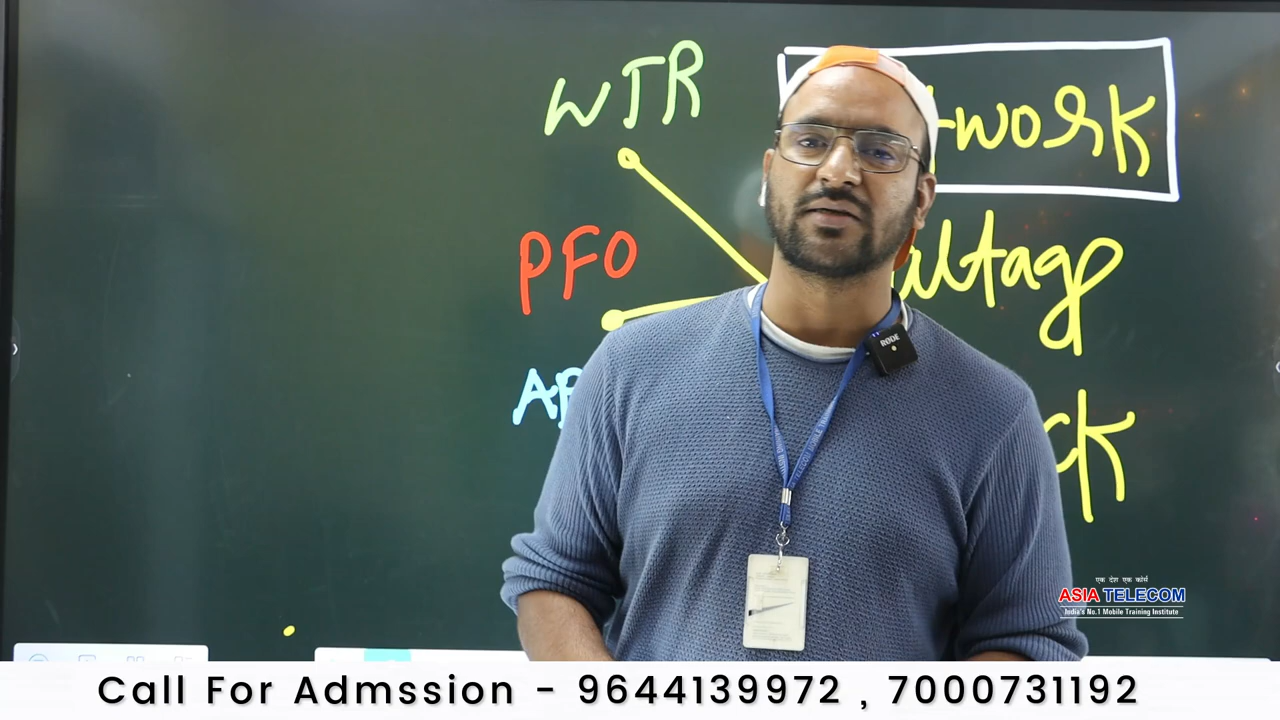 WTR
work
PFO
ltage
RODE
ck
एक देश एक कोर्स
ASIA TELECOM
India's No.1 Mobile Training Institute
Call For Admssion - 9644139972 , 7000731192